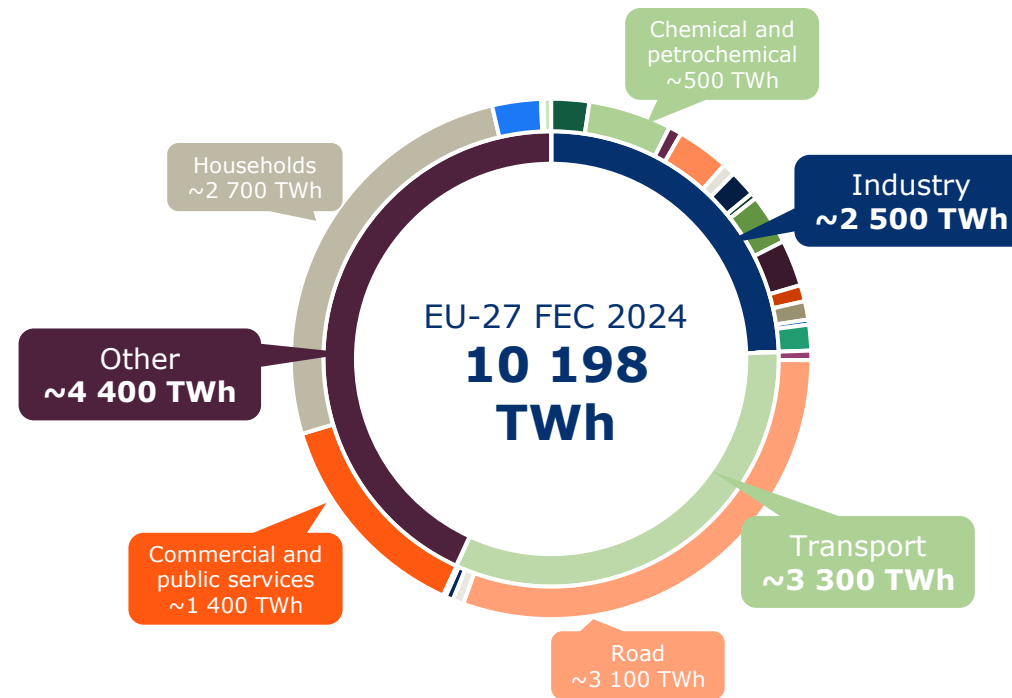 Chemical and
petrochemical
~500 TWh
Households
~2 700 TWh
Industry
~2 500 TWh
EU-27 FEC 2024
10 198
TWh
Other
~4 400 TWh
Commercial and
public services
~1 400 TWh
Transport
~3 300 TWh
Road
~3 100 TWh